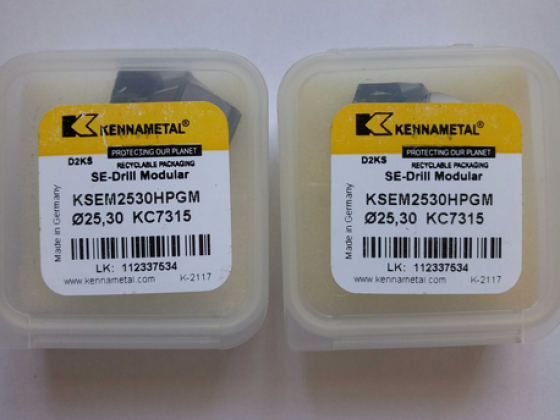 KENNAMETAL®
D2KS
PROTECTING OUR PLANET
RECYCLABLE PACKAGING
SE-Drill Modular
Made in Germany
KSEM2530HPGM
Ø25,30 KC7315
LK: 112337534
www.kennametal.com K-2117
KENNAMETAL®
D2KS
PROTECTING OUR PLANET
RECYCLABLE PACKAGING
SE-Drill Modular
Made in Germany
KSEM2530HPGM
Ø25,30 KC7315
LK: 112337534
www.kennametal.com K-2117